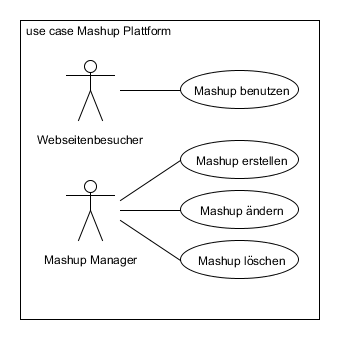 use case Mashup Plattform
Mashup benutzen
Webseitenbesucher
Mashup erstellen
Mashup ändern
Mashup Manager
Mashup löschen